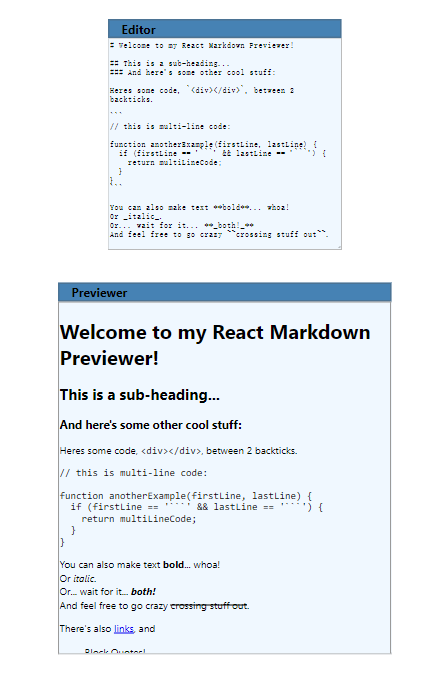 Editor
# Welcome to my React Markdown Previewer!
## This is a sub-heading...
### And here's some other cool stuff:
Heres some code, `<div></div>`, between 2
backticks.
```
// this is multi-line code:
function anotherExample(firstLine, lastLine) {
if (firstLine == '```' && lastLine == '```') {
return multiLineCode;
}
}
```
You can also make text **bold**... whoa!
Or _italic_.
Or... wait for it... **_both!_**
And feel free to go crazy ~~crossing stuff out~~.
Previewer
Welcome to my React Markdown
Previewer!
This is a sub-heading...
And here's some other cool stuff:
Heres some code, <div></div>, between 2 backticks.
// this is multi-line code:
function anotherExample(firstLine, lastLine) {
if (firstLine == '```' && lastLine == '```') {
return multiLineCode;
}
}
You can also make text bold... whoa!
Or italic.
Or... wait for it... both!
And feel free to go crazy crossing stuff out.
There's also links, and
Block Quotes!